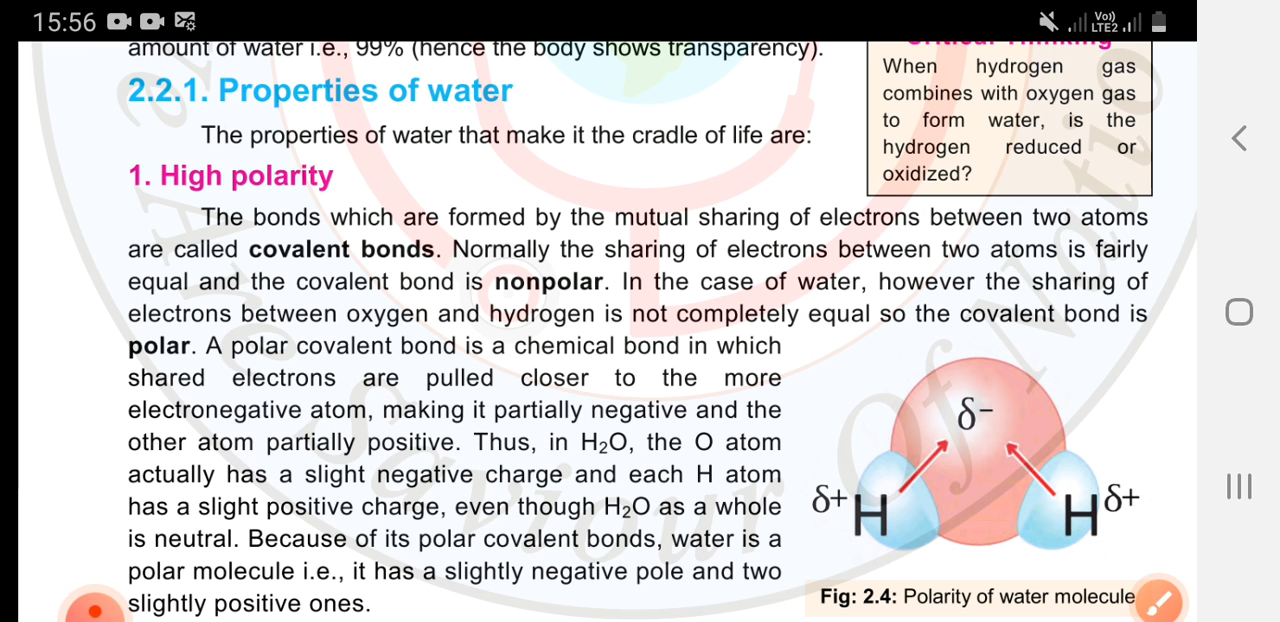 15:56
Vo))
LTE2
amount of water i.e., 99% (hence the body shows transparency).
2.2.1. Properties of water
The properties of water that make it the cradle of life are:
Critical Thinking
When hydrogen gas
combines with oxygen gas
to form water, is the
hydrogen reduced or
oxidized?
1. High polarity
The bonds which are formed by the mutual sharing of electrons between two atoms
are called covalent bonds. Normally the sharing of electrons between two atoms is fairly
equal and the covalent bond is nonpolar. In the case of water, however the sharing of
electrons between oxygen and hydrogen is not completely equal so the covalent bond is
polar. A polar covalent bond is a chemical bond in which
shared electrons are pulled closer to the more
electronegative atom, making it partially negative and the
other atom partially positive. Thus, in H₂O, the O atom
actually has a slight negative charge and each H atom
has a slight positive charge, even though H₂O as a whole
is neutral. Because of its polar covalent bonds, water is a
polar molecule i.e., it has a slightly negative pole and two
slightly positive ones.
δ-
δ+ H
H δ+
Fig: 2.4: Polarity of water molecule